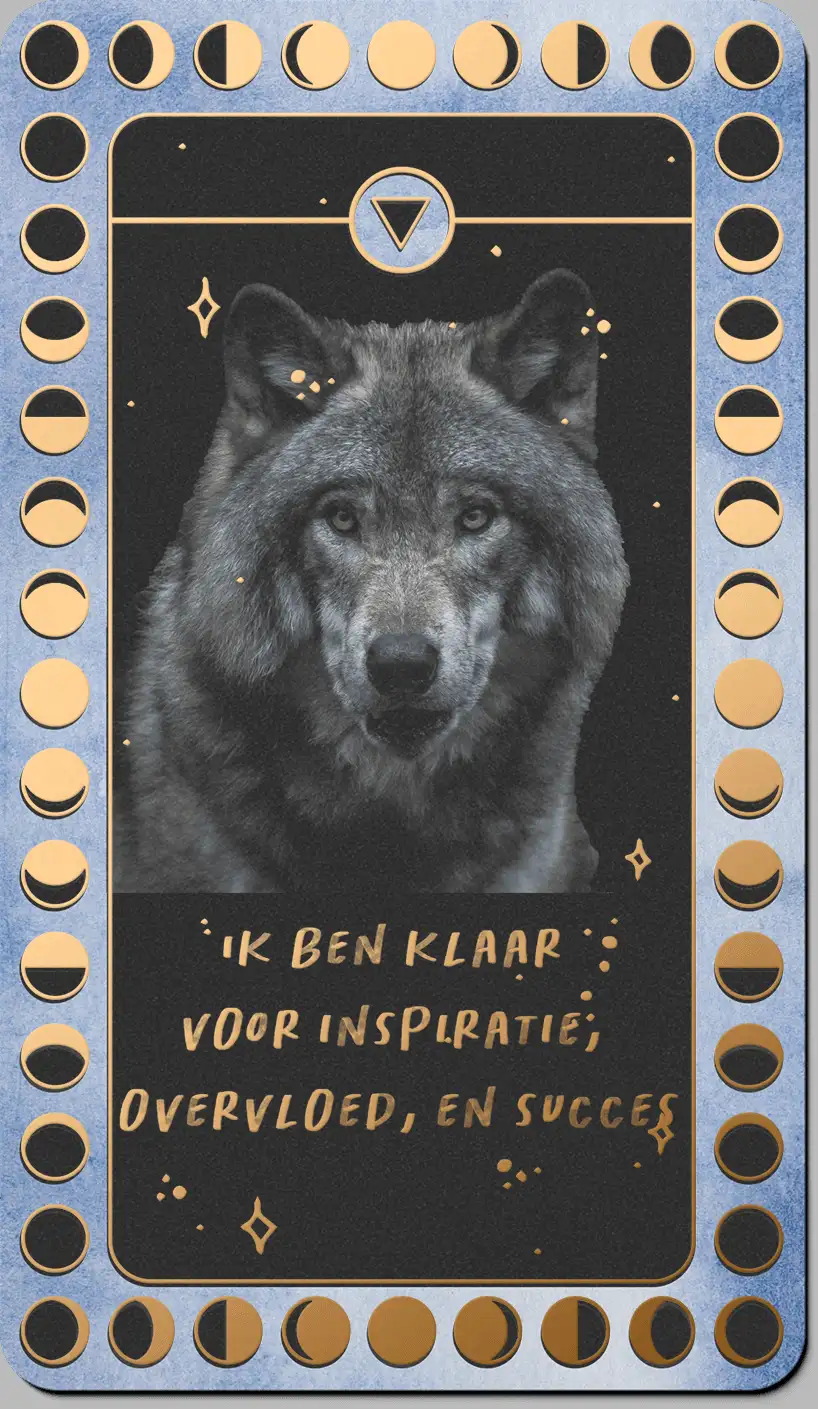 IK BEN KLAAR
VOOR INSPIRATIE,
OVERVLOED, EN SUCCES